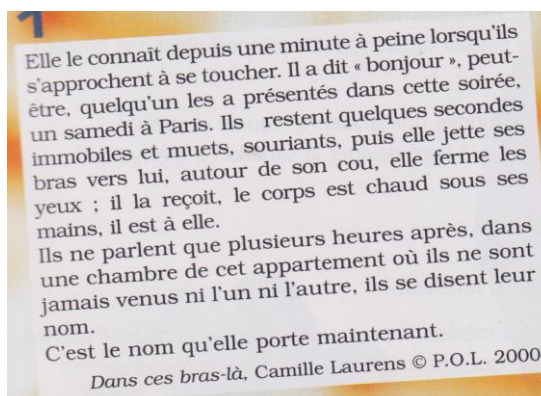 1
Elle le connaît depuis une minute à peine lorsqu'ils
s'approchent à se toucher. Il a dit « bonjour », peut-
être, quelqu'un les a présentés dans cette soirée,
un samedi à Paris. Ils restent quelques secondes
immobiles et muets, souriants, puis elle jette ses
bras vers lui, autour de son cou, elle ferme les
yeux ; il la reçoit, le corps est chaud sous ses
mains, il est à elle.
Ils ne parlent que plusieurs heures après, dans
une chambre de cet appartement où ils ne sont
jamais venus ni l'un ni l'autre, ils se disent leur
nom.
C'est le nom qu'elle porte maintenant.
Dans ces bras-là, Camille Laurens © P.O.L. 2000